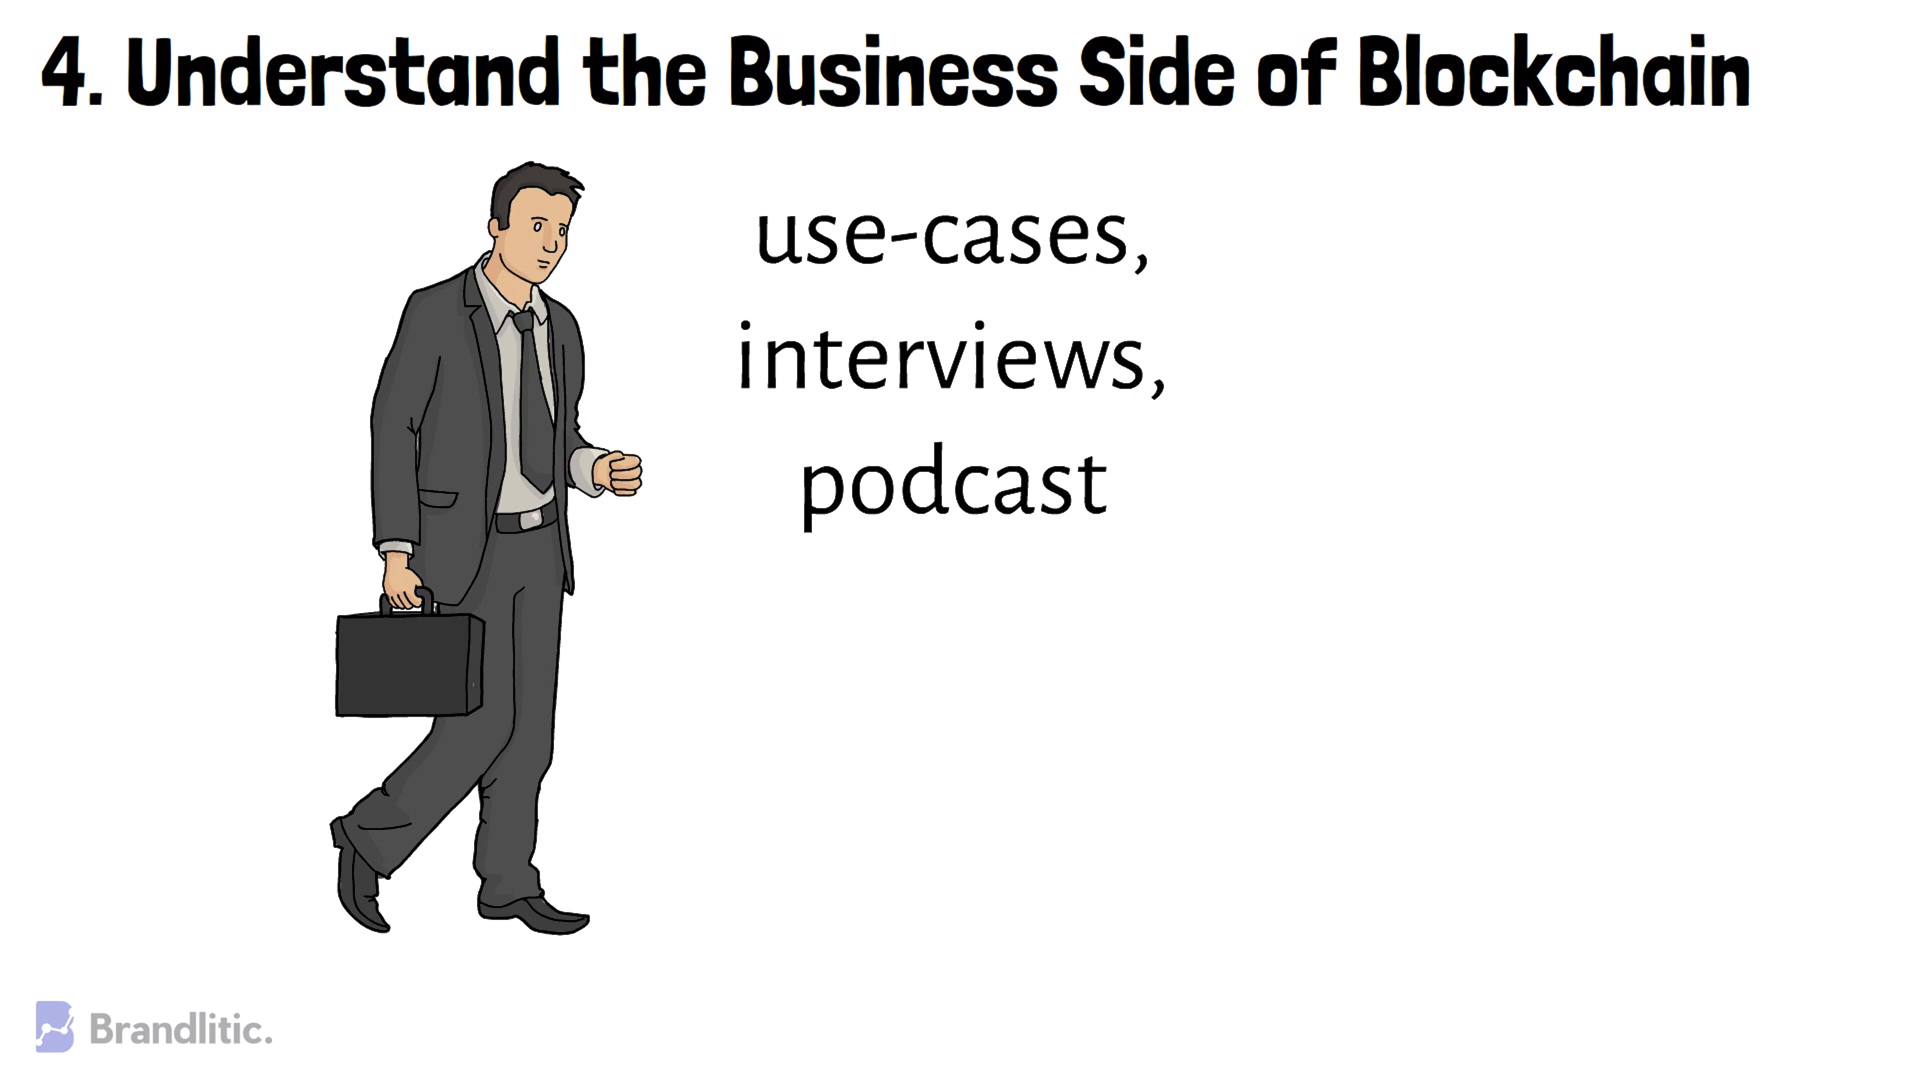 4. Understand the Business Side of Blockchain
use-cases,
interviews,
podcast
Brandlitic.